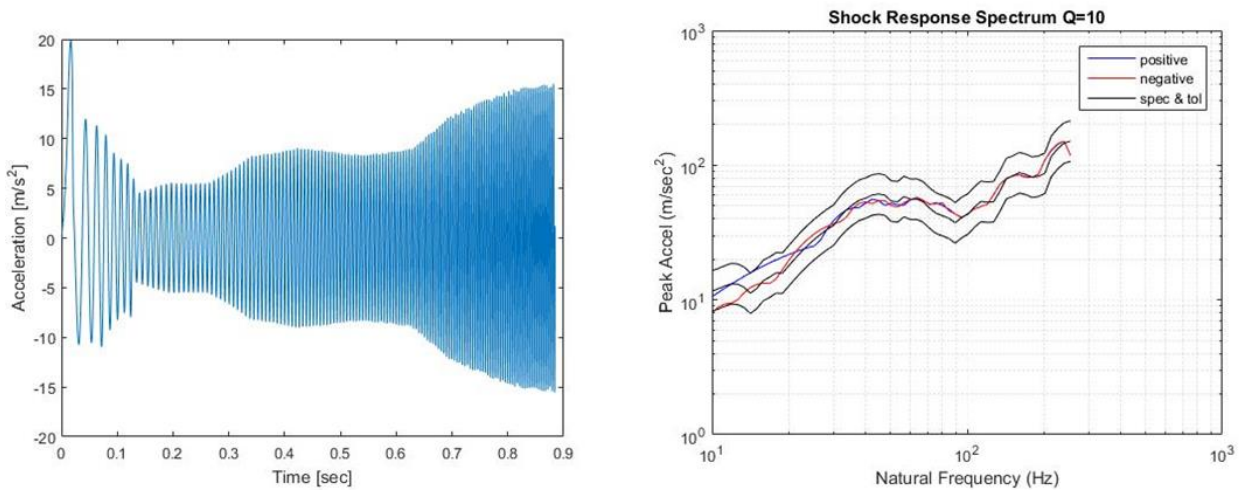 20
15
10
5
0
-5
-10
-15
-20
Acceleration [m/s²]
0 0.1 0.2 0.3 0.4 0.5 0.6 0.7 0.8 0.9
Time [sec]
Shock Response Spectrum Q=10
10³
10²
10¹
10⁰
Peak Accel (m/sec²)
positive
negative
spec & tol
10¹ 10² 10³
Natural Frequency (Hz)